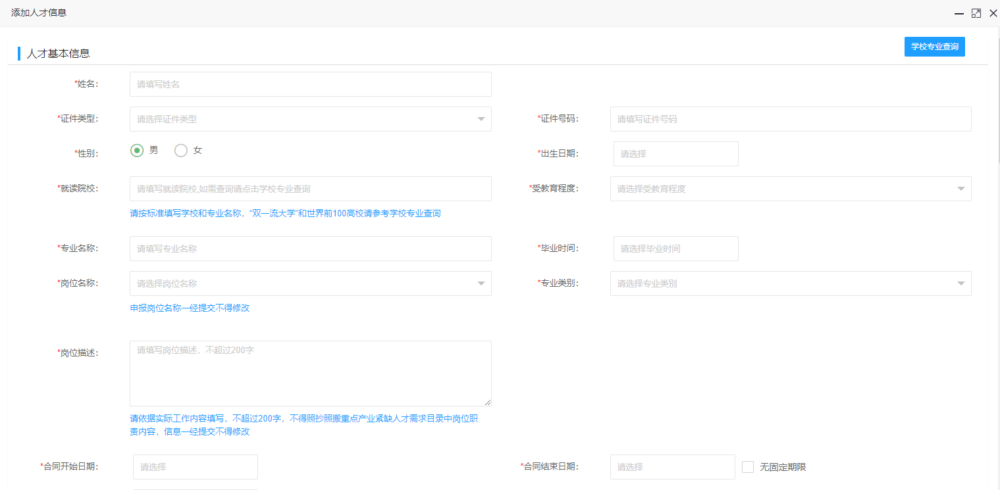 添加人才信息
人才基本信息
学校专业查询
*姓名：
请填写姓名
*证件类型：
请选择证件类型
*证件号码：
请填写证件号码
*性别：
男
女
*出生日期：
请选择
*就读院校：
请填写就读院校,如需查询请点击学校专业查询
*受教育程度：
请选择受教育程度
请按标准填写学校和专业名称，“双一流大学”和世界前100高校请参考学校专业查询
*专业名称：
请填写专业名称
*毕业时间：
请选择毕业时间
*岗位名称：
请选择岗位名称
*专业类别：
请选择专业类别
申报岗位名称一经提交不得修改
*岗位描述：
请填写岗位描述，不超过200字
请依据实际工作内容填写，不超过200字，不得照抄照搬重点产业紧缺人才需求目录中岗位职
责内容，信息一经提交不得修改
*合同开始日期：
请选择
*合同结束日期：
请选择
无固定期限